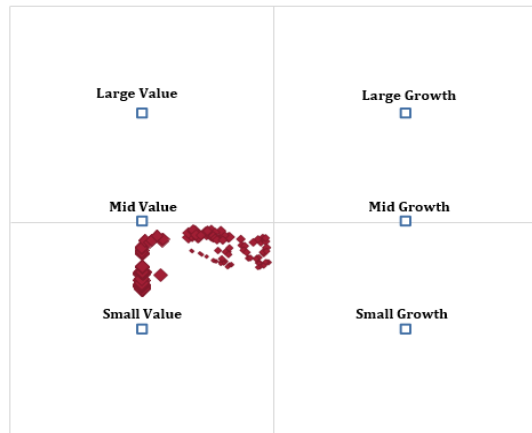 Large Value
Large Growth
Mid Value
Mid Growth
Small Value
Small Growth